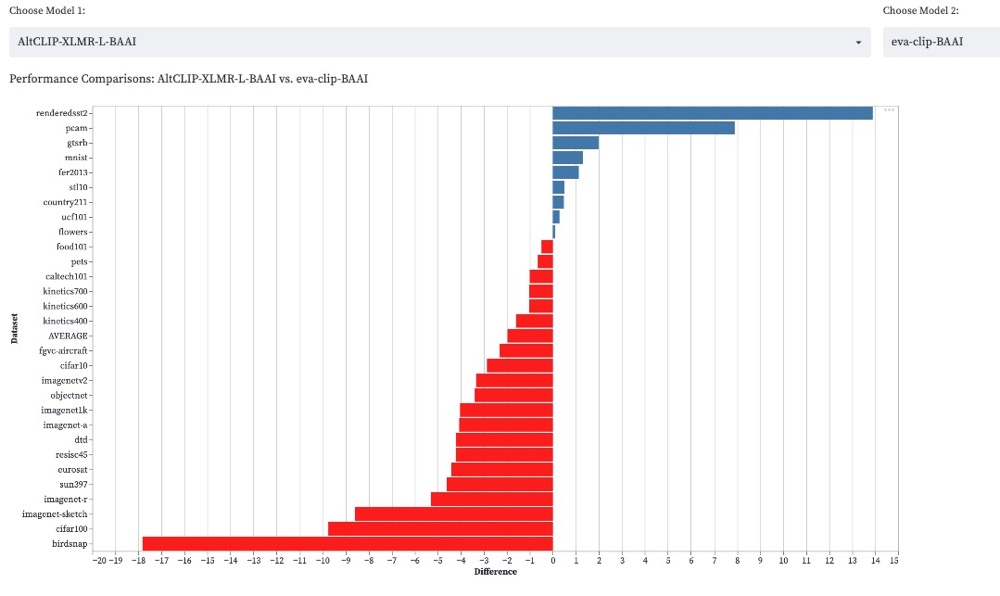 Choose Model 1:
Choose Model 2:
AltCLIP-XLMR-L-BAAI
eva-clip-BAAI
Performance Comparisons: AltCLIP-XLMR-L-BAAI vs. eva-clip-BAAI
renderedsst2
pcam
gtsrb
mnist
fer2013
stl10
country211
ucf101
flowers
food101
pets
caltech101
kinetics700
kinetics600
kinetics400
AVERAGE
fgvc-aircraft
cifar10
imagenetv2
objectnet
imagenet1k
imagenet-a
dtd
resisc45
eurosat
sun397
imagenet-r
imagenet-sketch
cifar100
birdsnap
Dataset
−20 −19 −18 −17 −16 −15 −14 −13 −12 −11 −10 −9 −8 −7 −6 −5 −4 −3 −2 −1 0 1 2 3 4 5 6 7 8 9 10 11 12 13 14 15
Difference